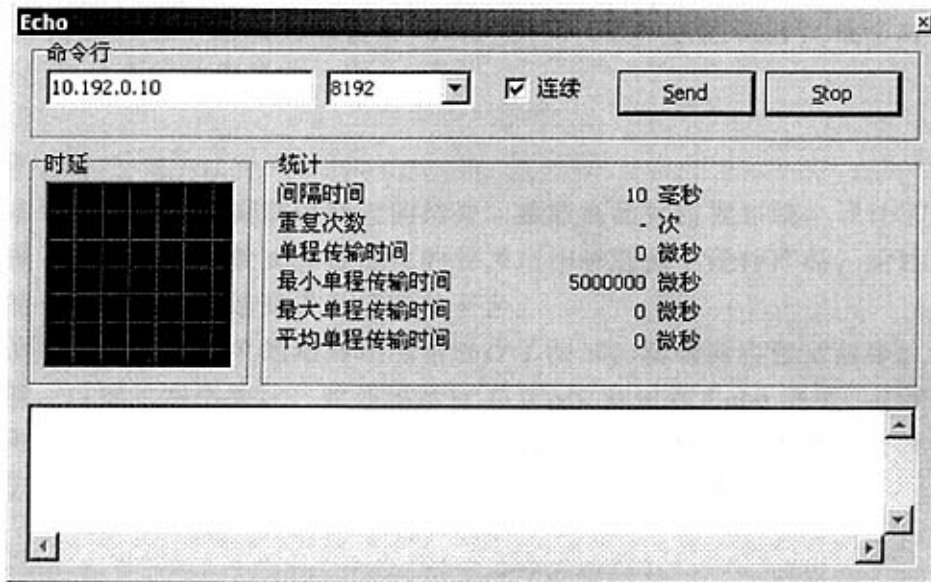 Echo
命令行
10.192.0.10
8192
连续
Send
Stop
时延
统计
间隔时间 10 毫秒
重复次数 - 次
单程传输时间 0 微秒
最小单程传输时间 5000000 微秒
最大单程传输时间 0 微秒
平均单程传输时间 0 微秒